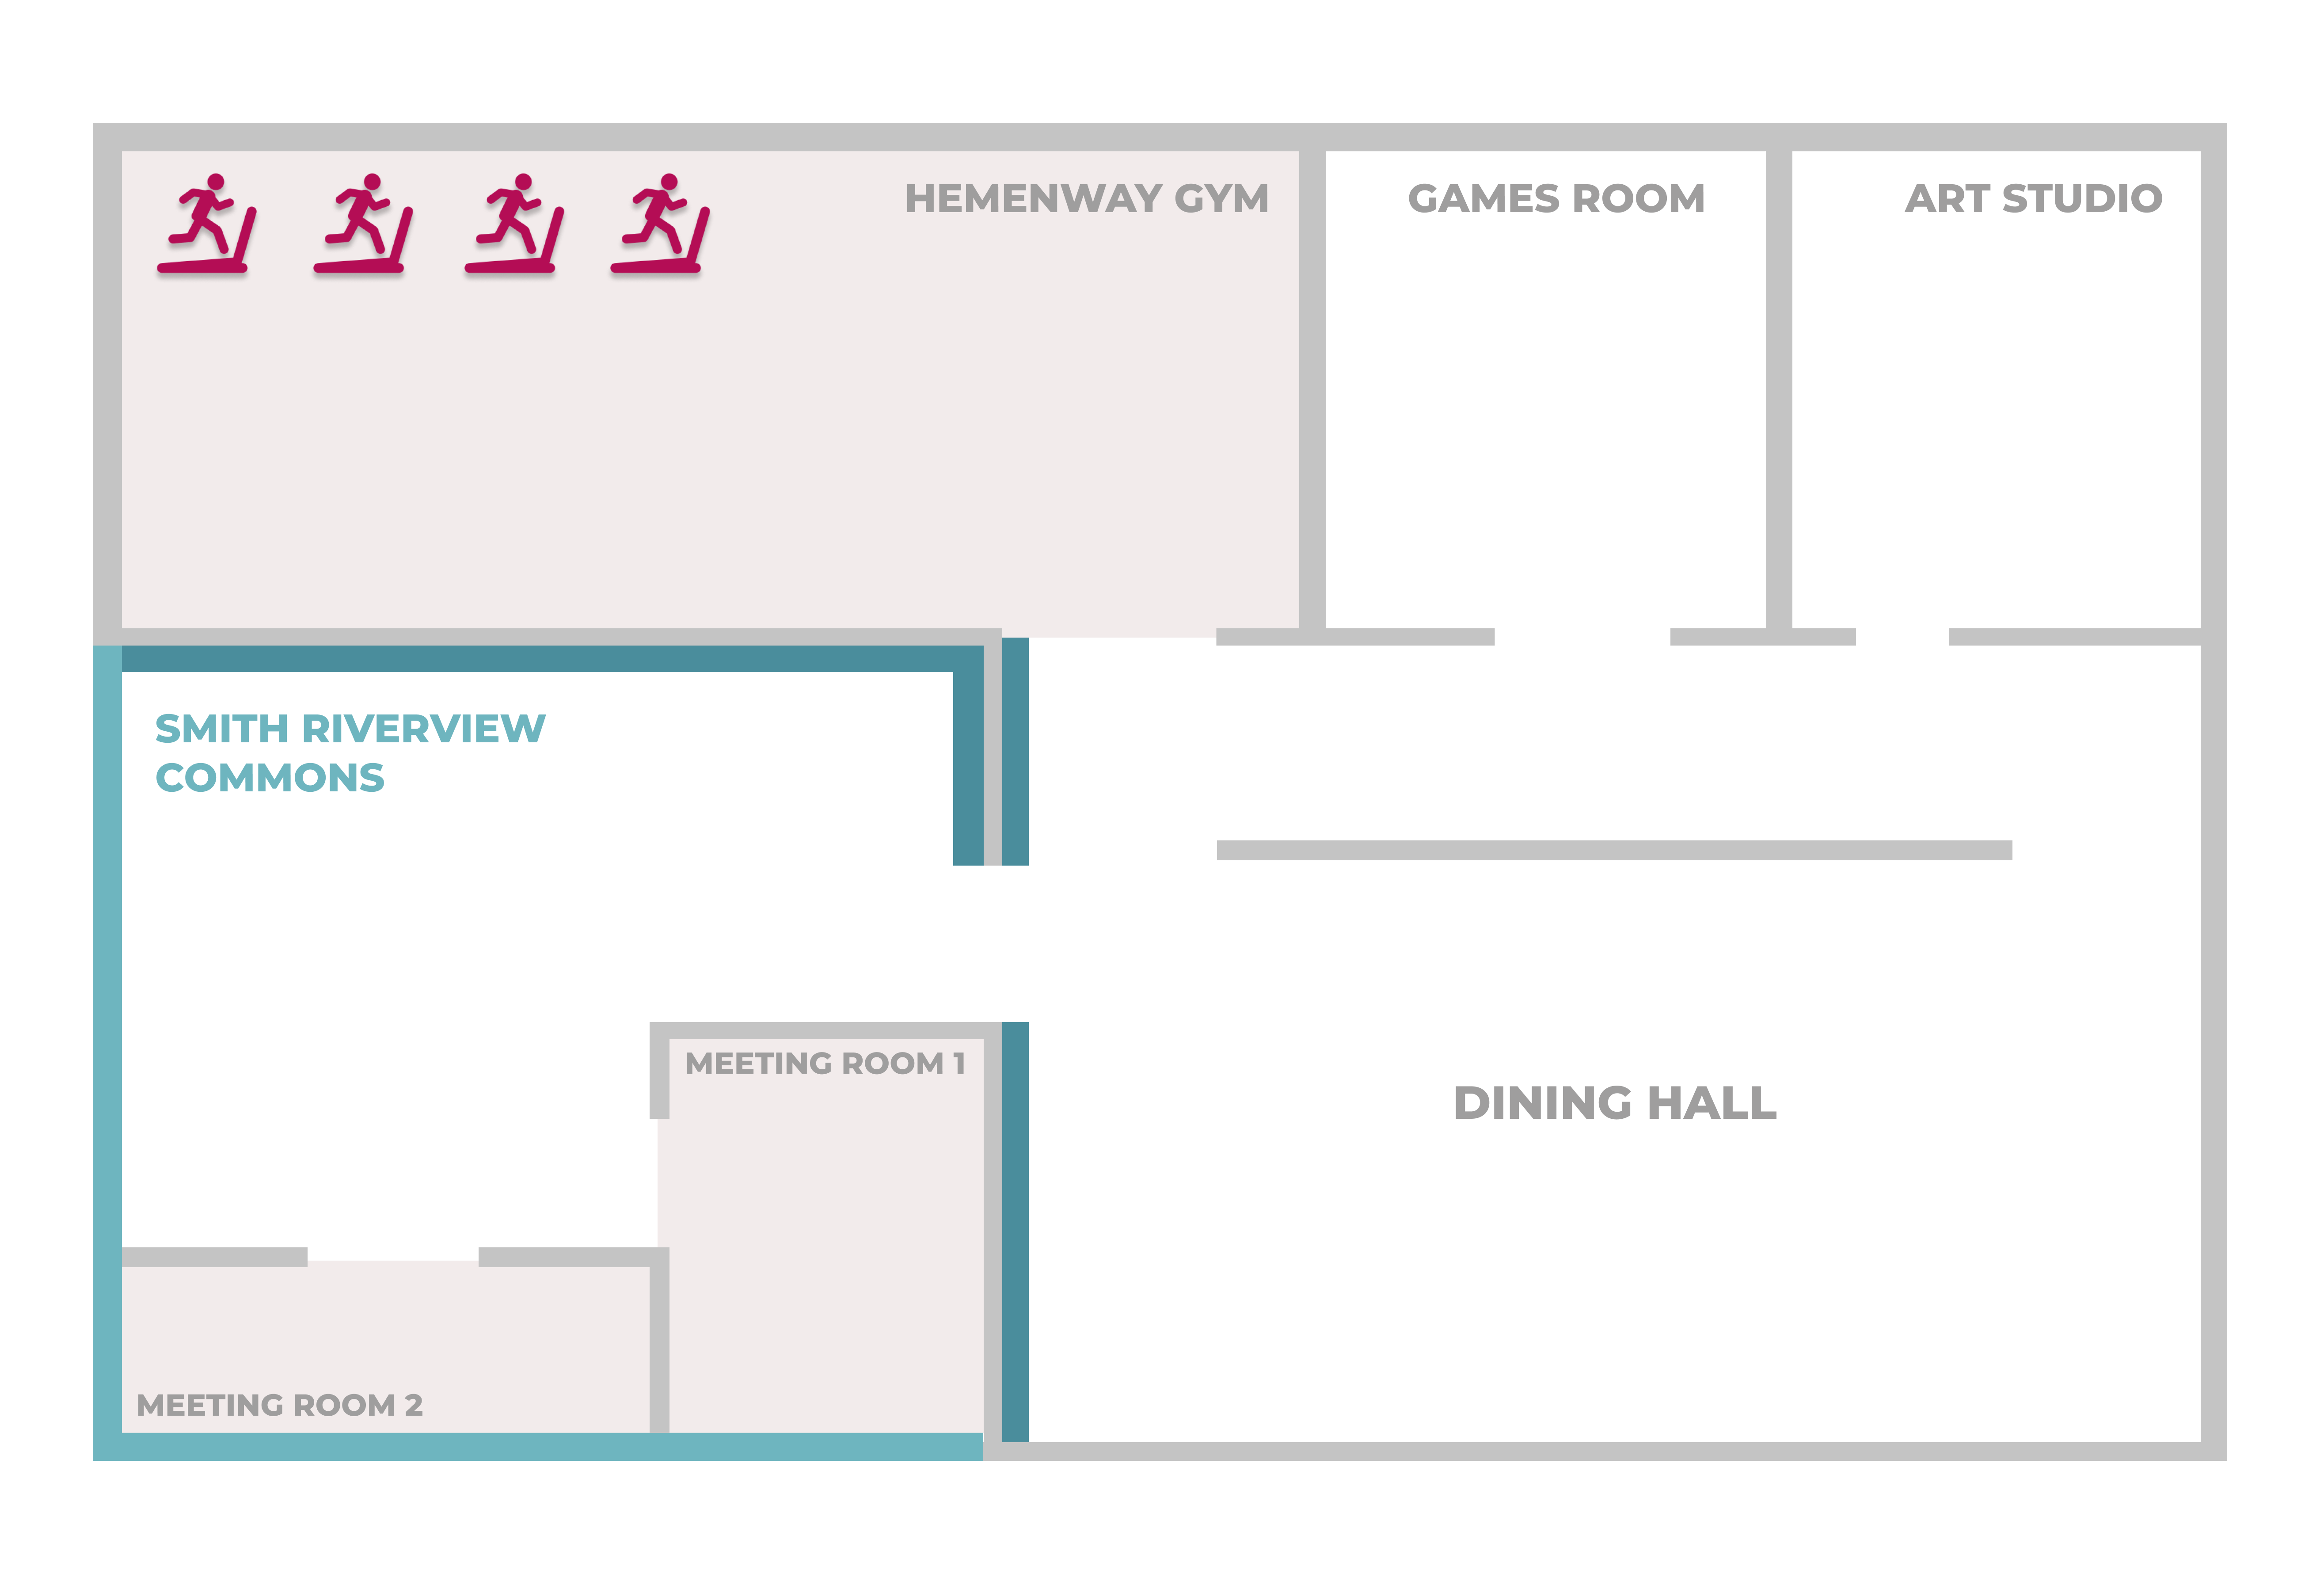 HEMENWAY GYM
GAMES ROOM
ART STUDIO
SMITH RIVERVIEW
COMMONS
MEETING ROOM 1
DINING HALL
MEETING ROOM 2